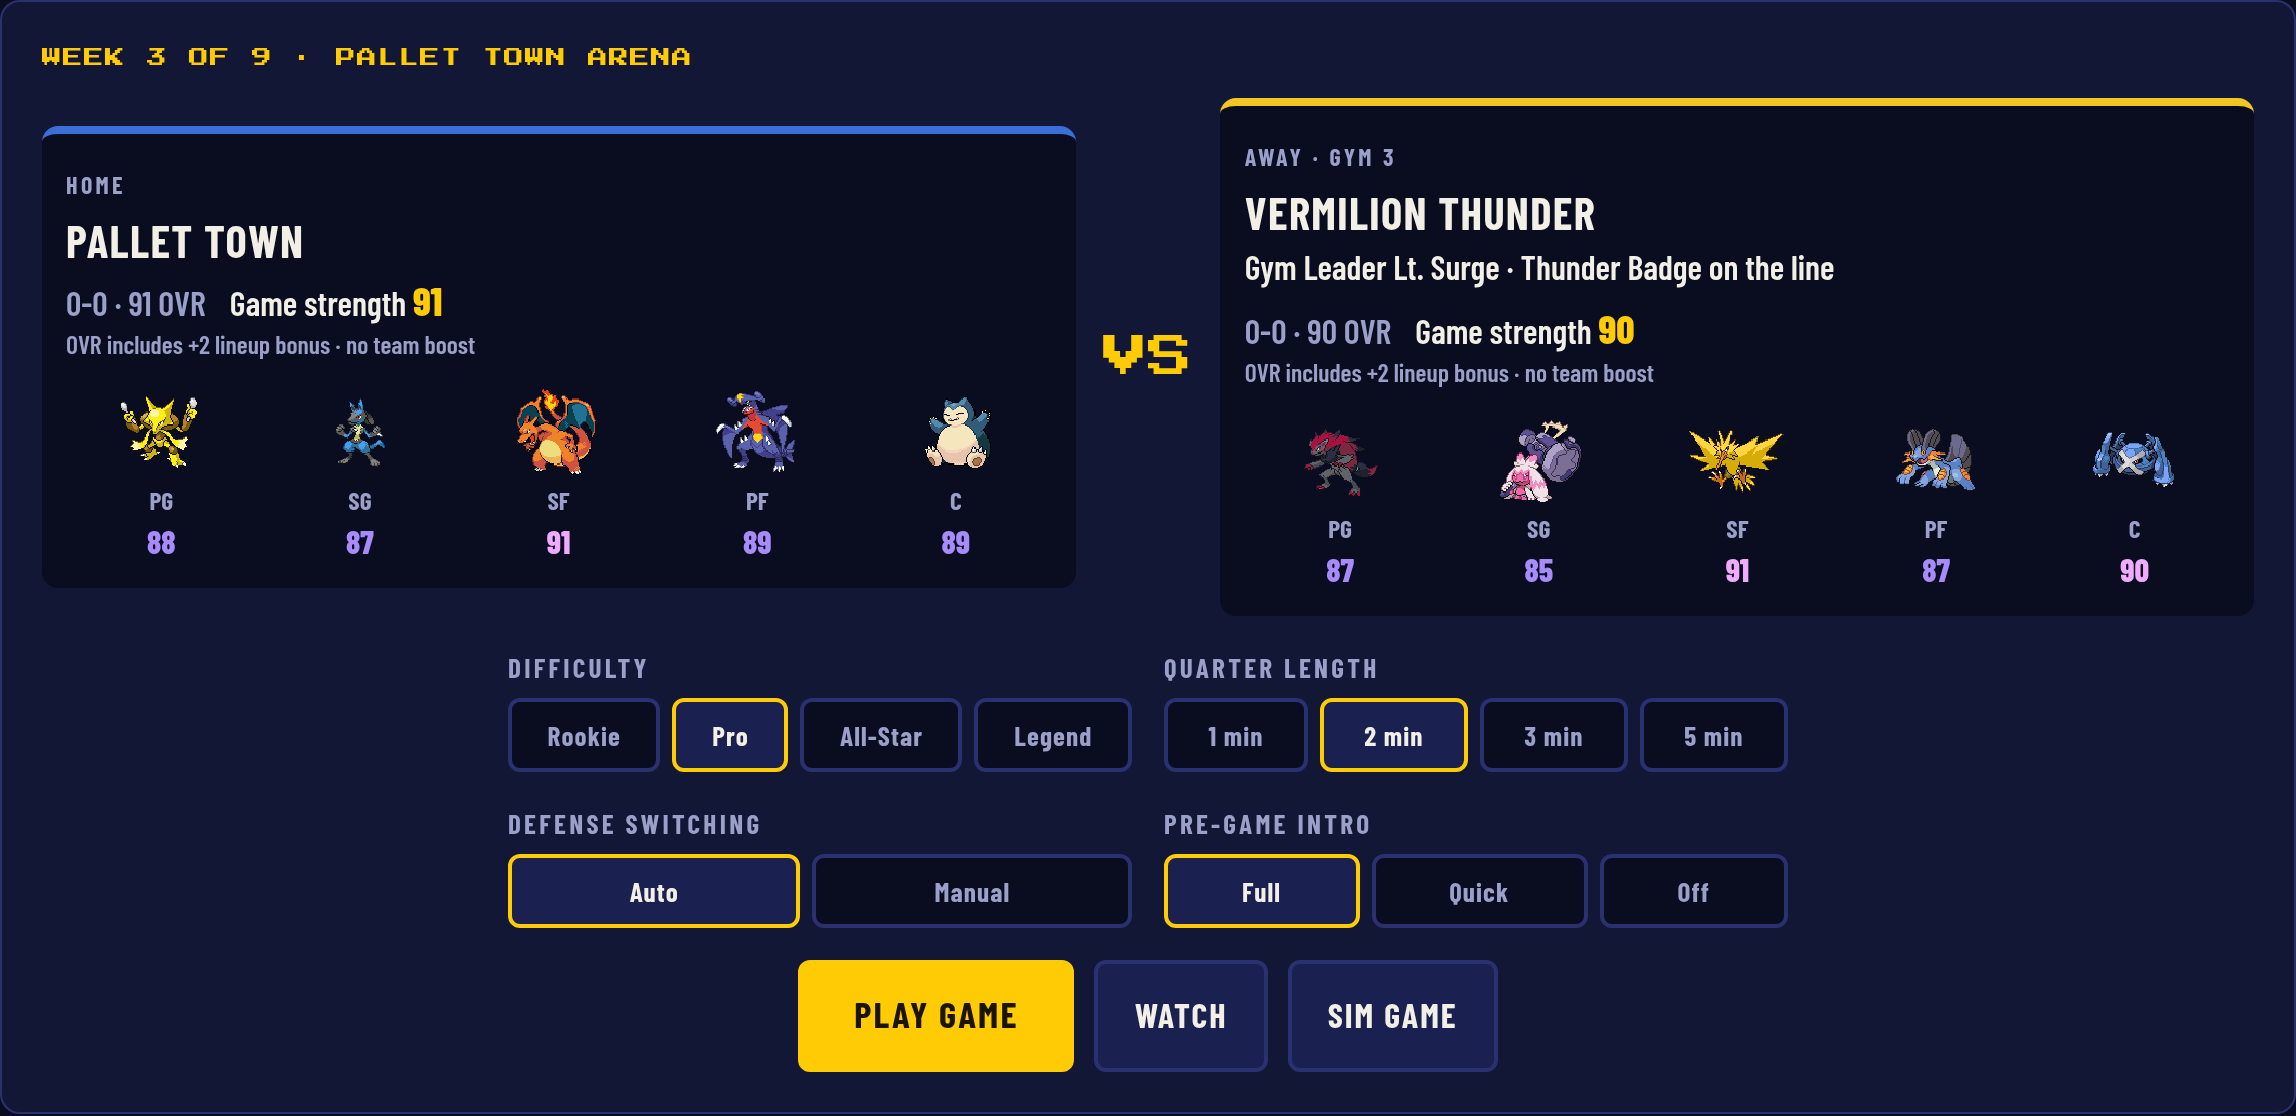 WEEK 3 OF 9 · PALLET TOWN ARENA
HOME
PALLET TOWN
0-0 · 91 OVR Game strength 91
OVR includes +2 lineup bonus · no team boost
PG SG SF PF C
88 87 91 89 89
VS
AWAY · GYM 3
VERMILION THUNDER
Gym Leader Lt. Surge · Thunder Badge on the line
0-0 · 90 OVR Game strength 90
OVR includes +2 lineup bonus · no team boost
PG SG SF PF C
87 85 91 87 90
DIFFICULTY
Rookie Pro All-Star Legend
QUARTER LENGTH
1 min 2 min 3 min 5 min
DEFENSE SWITCHING
Auto Manual
PRE-GAME INTRO
Full Quick Off
PLAY GAME WATCH SIM GAME